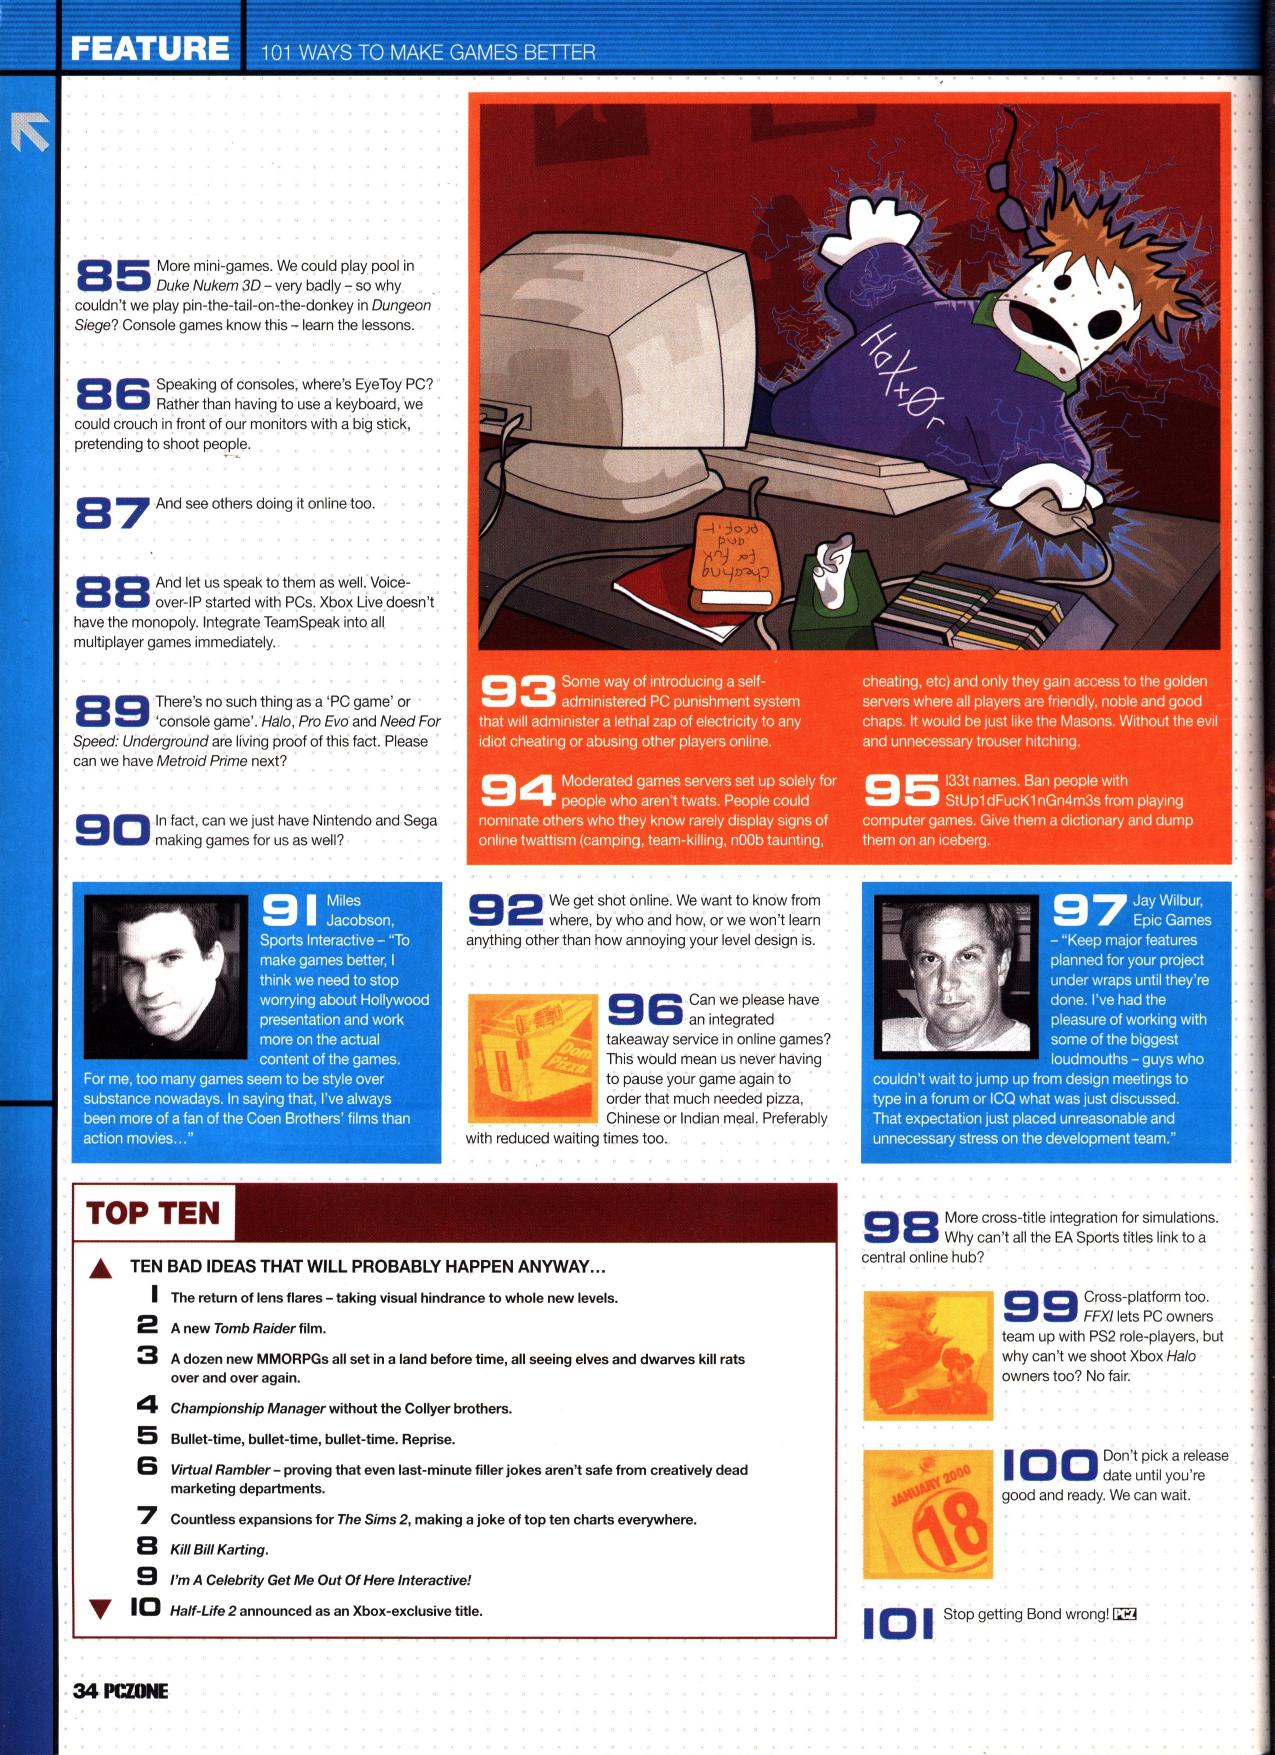 FEATURE
101 WAYS TO MAKE GAMES BETTER
85 More mini-games. We could play pool in
Duke Nukem 3D – very badly – so why
couldn't we play pin-the-tail-on-the-donkey in Dungeon
Siege? Console games know this – learn the lessons.
86 Speaking of consoles, where's EyeToy PC?
Rather than having to use a keyboard, we
could crouch in front of our monitors with a big stick,
pretending to shoot people.
87 And see others doing it online too.
88 And let us speak to them as well. Voice-
over-IP started with PCs. Xbox Live doesn't
have the monopoly. Integrate TeamSpeak into all
multiplayer games immediately.
89 There's no such thing as a 'PC game' or
'console game'. Halo, Pro Evo and Need For
Speed: Underground are living proof of this fact. Please
can we have Metroid Prime next?
90 In fact, can we just have Nintendo and Sega
making games for us as well?
HaX+Ør
cheating
for fun
and
profit
93 Some way of introducing a self-
administered PC punishment system
that will administer a lethal zap of electricity to any
idiot cheating or abusing other players online.
94 Moderated games servers set up solely for
people who aren't twats. People could
nominate others who they know rarely display signs of
online twattism (camping, team-killing, n00b taunting,
cheating, etc) and only they gain access to the golden
servers where all players are friendly, noble and good
chaps. It would be just like the Masons. Without the evil
and unnecessary trouser hitching.
95 l33t names. Ban people with
StUp1dFucK1nGn4m3s from playing
computer games. Give them a dictionary and dump
them on an iceberg.
91 Miles
Jacobson,
Sports Interactive – “To
make games better, I
think we need to stop
worrying about Hollywood
presentation and work
more on the actual
content of the games.
For me, too many games seem to be style over
substance nowadays. In saying that, I've always
been more of a fan of the Coen Brothers' films than
action movies…”
92 We get shot online. We want to know from
where, by who and how, or we won't learn
anything other than how annoying your level design is.
Pizza
96 Can we please have
an integrated
takeaway service in online games?
This would mean us never having
to pause your game again to
order that much needed pizza,
Chinese or Indian meal. Preferably
with reduced waiting times too.
97 Jay Wilbur,
Epic Games
– “Keep major features
planned for your project
under wraps until they're
done. I've had the
pleasure of working with
some of the biggest
loudmouths – guys who
couldn't wait to jump up from design meetings to
type in a forum or ICQ what was just discussed.
That expectation just placed unreasonable and
unnecessary stress on the development team.”
TOP TEN
TEN BAD IDEAS THAT WILL PROBABLY HAPPEN ANYWAY…
1 The return of lens flares – taking visual hindrance to whole new levels.
2 A new Tomb Raider film.
3 A dozen new MMORPGs all set in a land before time, all seeing elves and dwarves kill rats
over and over again.
4 Championship Manager without the Collyer brothers.
5 Bullet-time, bullet-time, bullet-time. Reprise.
6 Virtual Rambler – proving that even last-minute filler jokes aren't safe from creatively dead
marketing departments.
7 Countless expansions for The Sims 2, making a joke of top ten charts everywhere.
8 Kill Bill Karting.
9 I'm A Celebrity Get Me Out Of Here Interactive!
10 Half-Life 2 announced as an Xbox-exclusive title.
98 More cross-title integration for simulations.
Why can't all the EA Sports titles link to a
central online hub?
99 Cross-platform too.
FFXI lets PC owners
team up with PS2 role-players, but
why can't we shoot Xbox Halo
owners too? No fair.
JANUARY 2000
18
100 Don't pick a release
date until you're
good and ready. We can wait.
101 Stop getting Bond wrong! PCZ
34 PCZONE